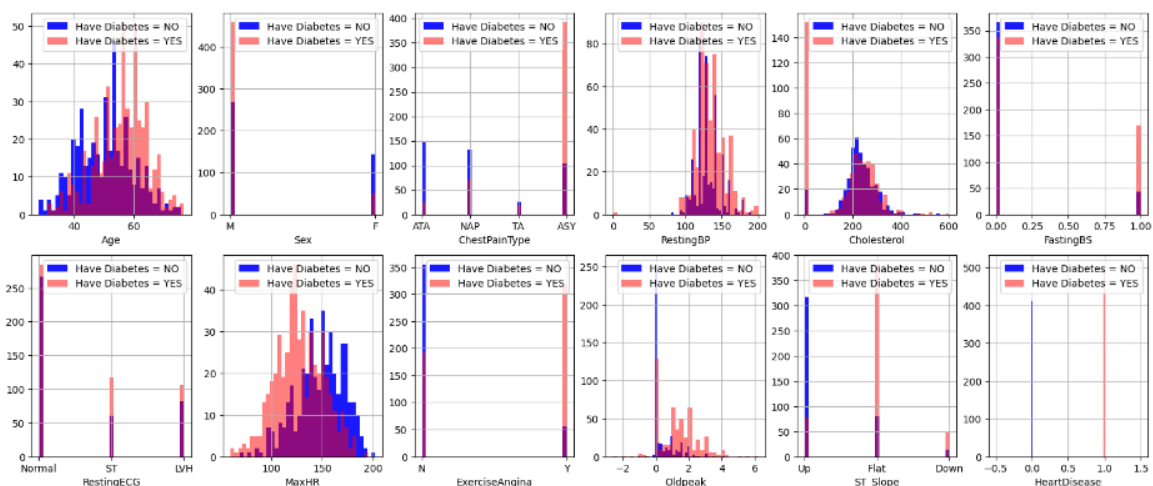 50
40
30
20
10
0
40
60
Age
Have Diabetes = NO
Have Diabetes = YES
400
300
200
100
0
M
F
Sex
Have Diabetes = NO
Have Diabetes = YES
400
350
300
250
200
150
100
50
0
ATA
NAP
TA
ASY
ChestPainType
Have Diabetes = NO
Have Diabetes = YES
80
60
40
20
0
0
50
100
150
200
RestingBP
Have Diabetes = NO
Have Diabetes = YES
140
120
100
80
60
40
20
0
0
200
400
600
Cholesterol
Have Diabetes = NO
Have Diabetes = YES
350
300
250
200
150
100
50
0
0.00
0.25
0.50
0.75
1.00
FastingBS
Have Diabetes = NO
Have Diabetes = YES
250
200
150
100
50
0
Normal
ST
LVH
RestingECG
Have Diabetes = NO
Have Diabetes = YES
40
30
20
10
0
100
150
200
MaxHR
Have Diabetes = NO
Have Diabetes = YES
350
300
250
200
150
100
50
0
N
Y
ExerciseAngina
Have Diabetes = NO
Have Diabetes = YES
250
200
150
100
50
0
−2
0
2
4
6
Oldpeak
Have Diabetes = NO
Have Diabetes = YES
400
350
300
250
200
150
100
50
0
Up
Flat
Down
ST_Slope
Have Diabetes = NO
Have Diabetes = YES
500
400
300
200
100
0
−0.5
0.0
0.5
1.0
1.5
HeartDisease
Have Diabetes = NO
Have Diabetes = YES